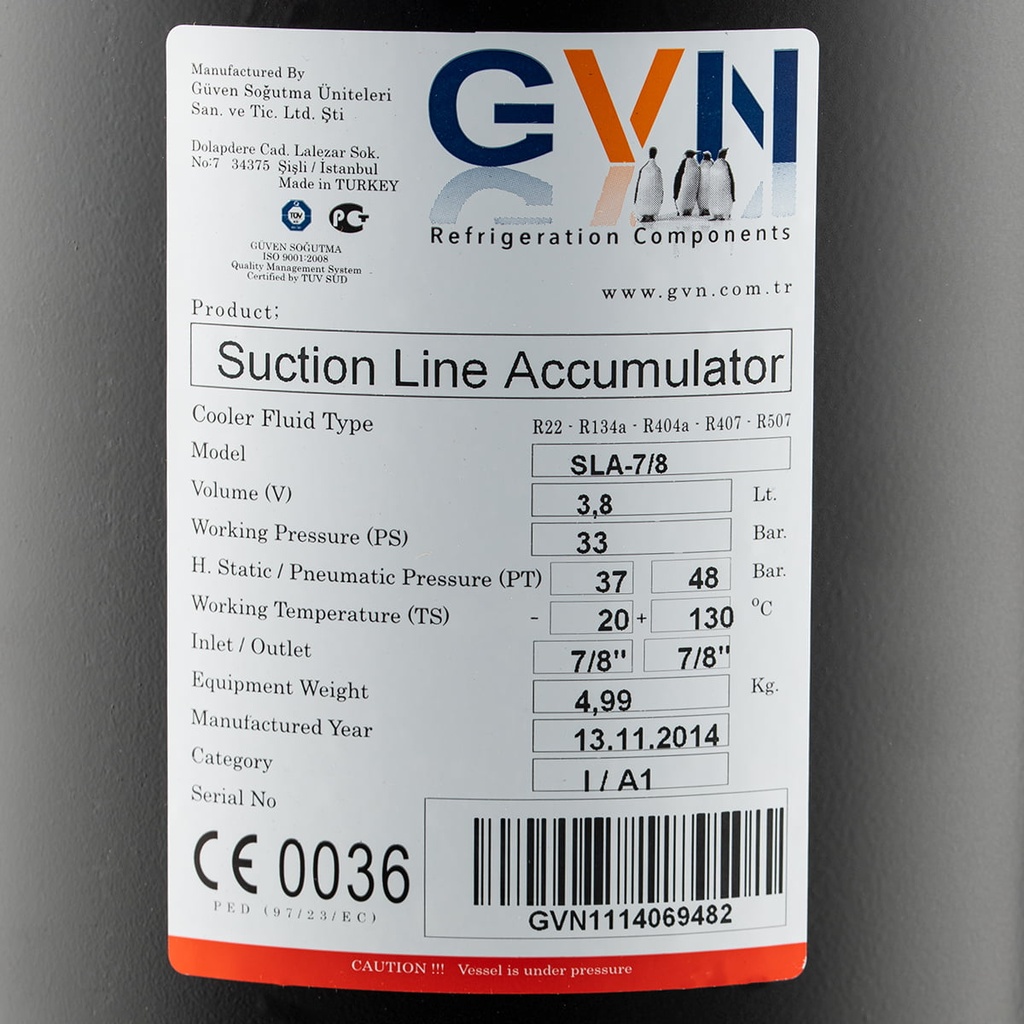 Manufactured By
Güven Soğutma Üniteleri
San. ve Tic. Ltd. Şti
Dolapdere Cad. Lalezar Sok.
No:7 34375 Şişli / İstanbul
Made in TURKEY
TÜV
PCT
GÜVEN SOĞUTMA
ISO 9001:2008
Quality Management System
Certified by TUV SUD
GVN
Refrigeration Components
www.gvn.com.tr
Product;
Suction Line Accumulator
Cooler Fluid Type R22 - R134a - R404a - R407 - R507
Model SLA-7/8
Volume (V) 3,8 Lt.
Working Pressure (PS) 33 Bar.
H. Static / Pneumatic Pressure (PT) 37 48 Bar.
Working Temperature (TS) - 20 + 130 ºC
Inlet / Outlet 7/8" 7/8"
Equipment Weight 4,99 Kg.
Manufactured Year 13.11.2014
Category I / A1
Serial No
CE 0036
PED (97/23/EC)
GVN1114069482
CAUTION !!! Vessel is under pressure